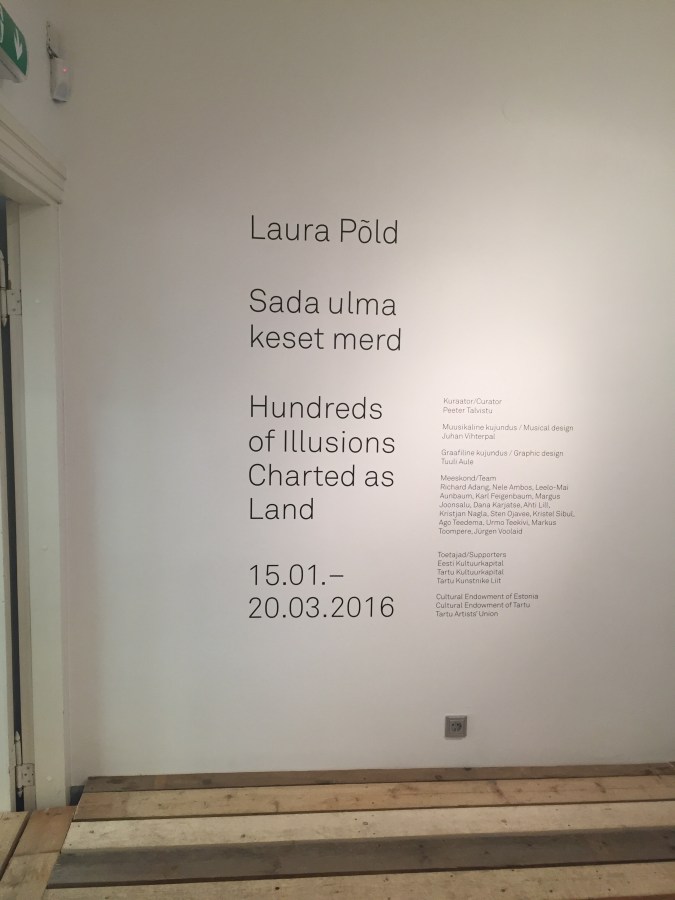 Laura Põld
Sada ulma
keset merd
Hundreds
of Illusions
Charted as
Land
15.01.–
20.03.2016
Kuraator/Curator
Peeter Talvistu
Muusikaline kujundus / Musical design
Juhan Vihterpal
Graafiline kujundus / Graphic design
Tuuli Aule
Meeskond/Team
Richard Adang, Nele Ambos, Leelo-Mai
Aunbaum, Karl Feigenbaum, Margus
Joonsalu, Dana Karjatse, Ahti Lill,
Kristjan Nagla, Sten Ojavee, Kristel Sibul,
Ago Teedema, Urmo Teekivi, Markus
Toompere, Jürgen Voolaid
Toetajad/Supporters
Eesti Kultuurkapital
Tartu Kultuurkapital
Tartu Kunstnike Liit
Cultural Endowment of Estonia
Cultural Endowment of Tartu
Tartu Artists' Union